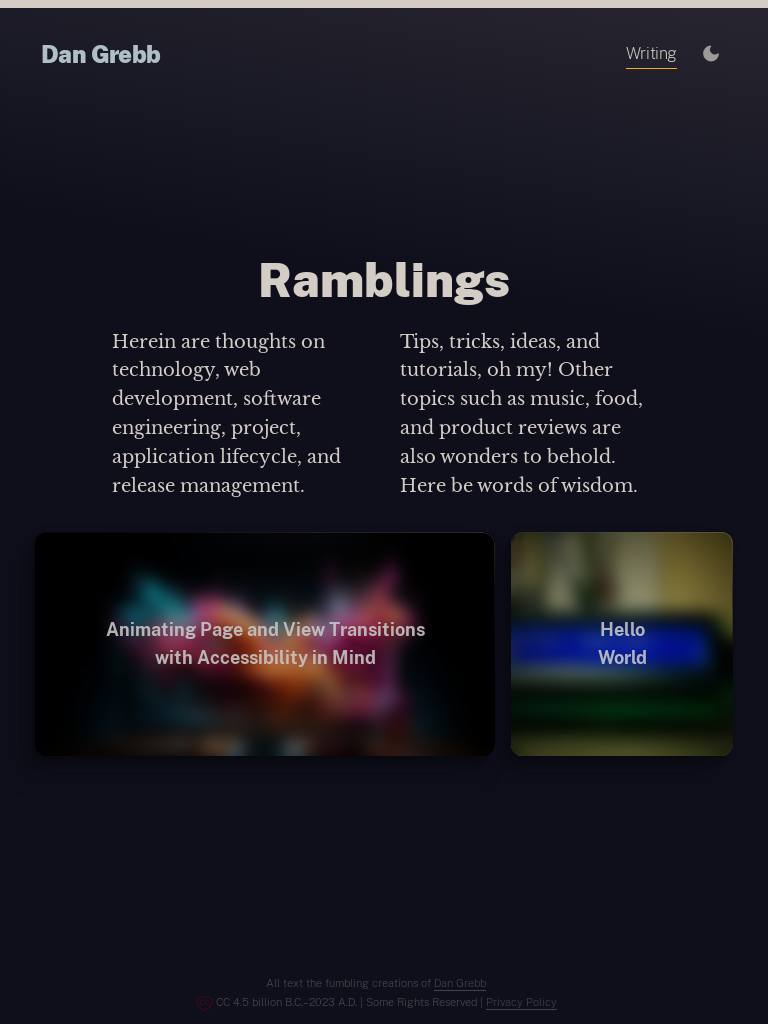 Dan Grebb
Writing
Ramblings
Herein are thoughts on
technology, web
development, software
engineering, project,
application lifecycle, and
release management.
Tips, tricks, ideas, and
tutorials, oh my! Other
topics such as music, food,
and product reviews are
also wonders to behold.
Here be words of wisdom.
Animating Page and View Transitions
with Accessibility in Mind
Hello
World
All text the fumbling creations of Dan Grebb
CC 4.5 billion B.C.–2023 A.D. | Some Rights Reserved | Privacy Policy